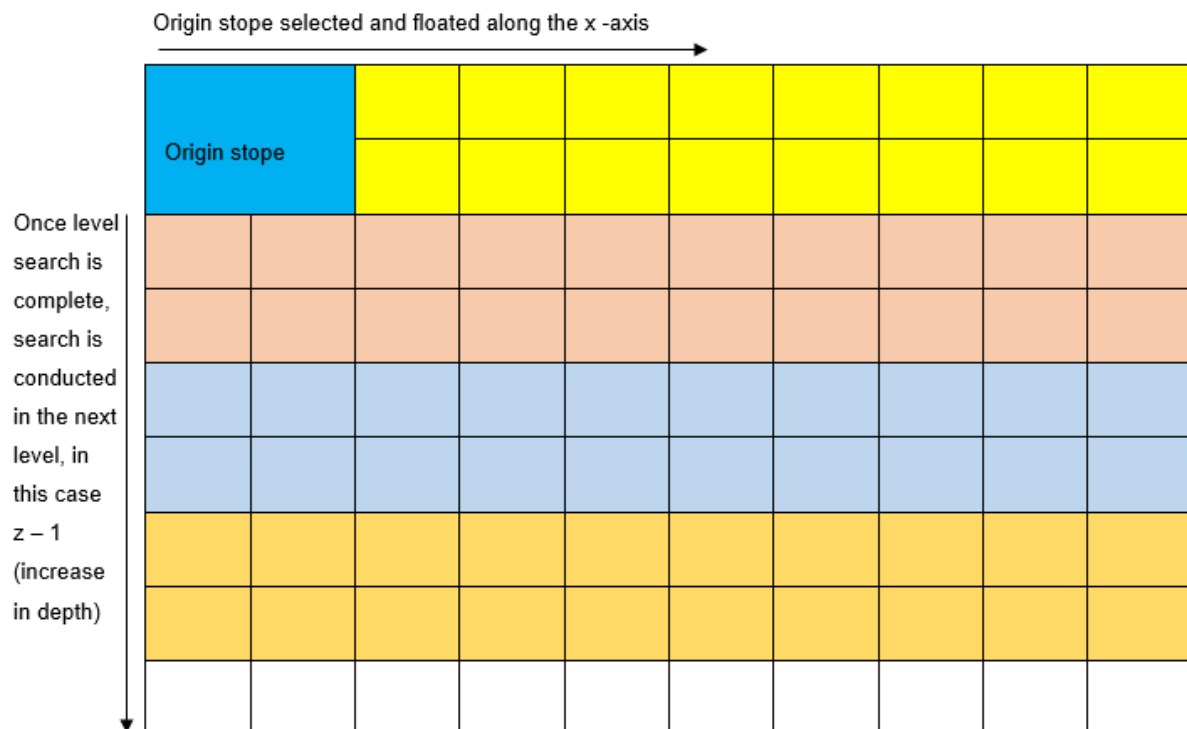 Origin stope selected and floated along the x -axis
Origin stope
Once level
search is
complete,
search is
conducted
in the next
level, in
this case
z – 1
(increase
in depth)